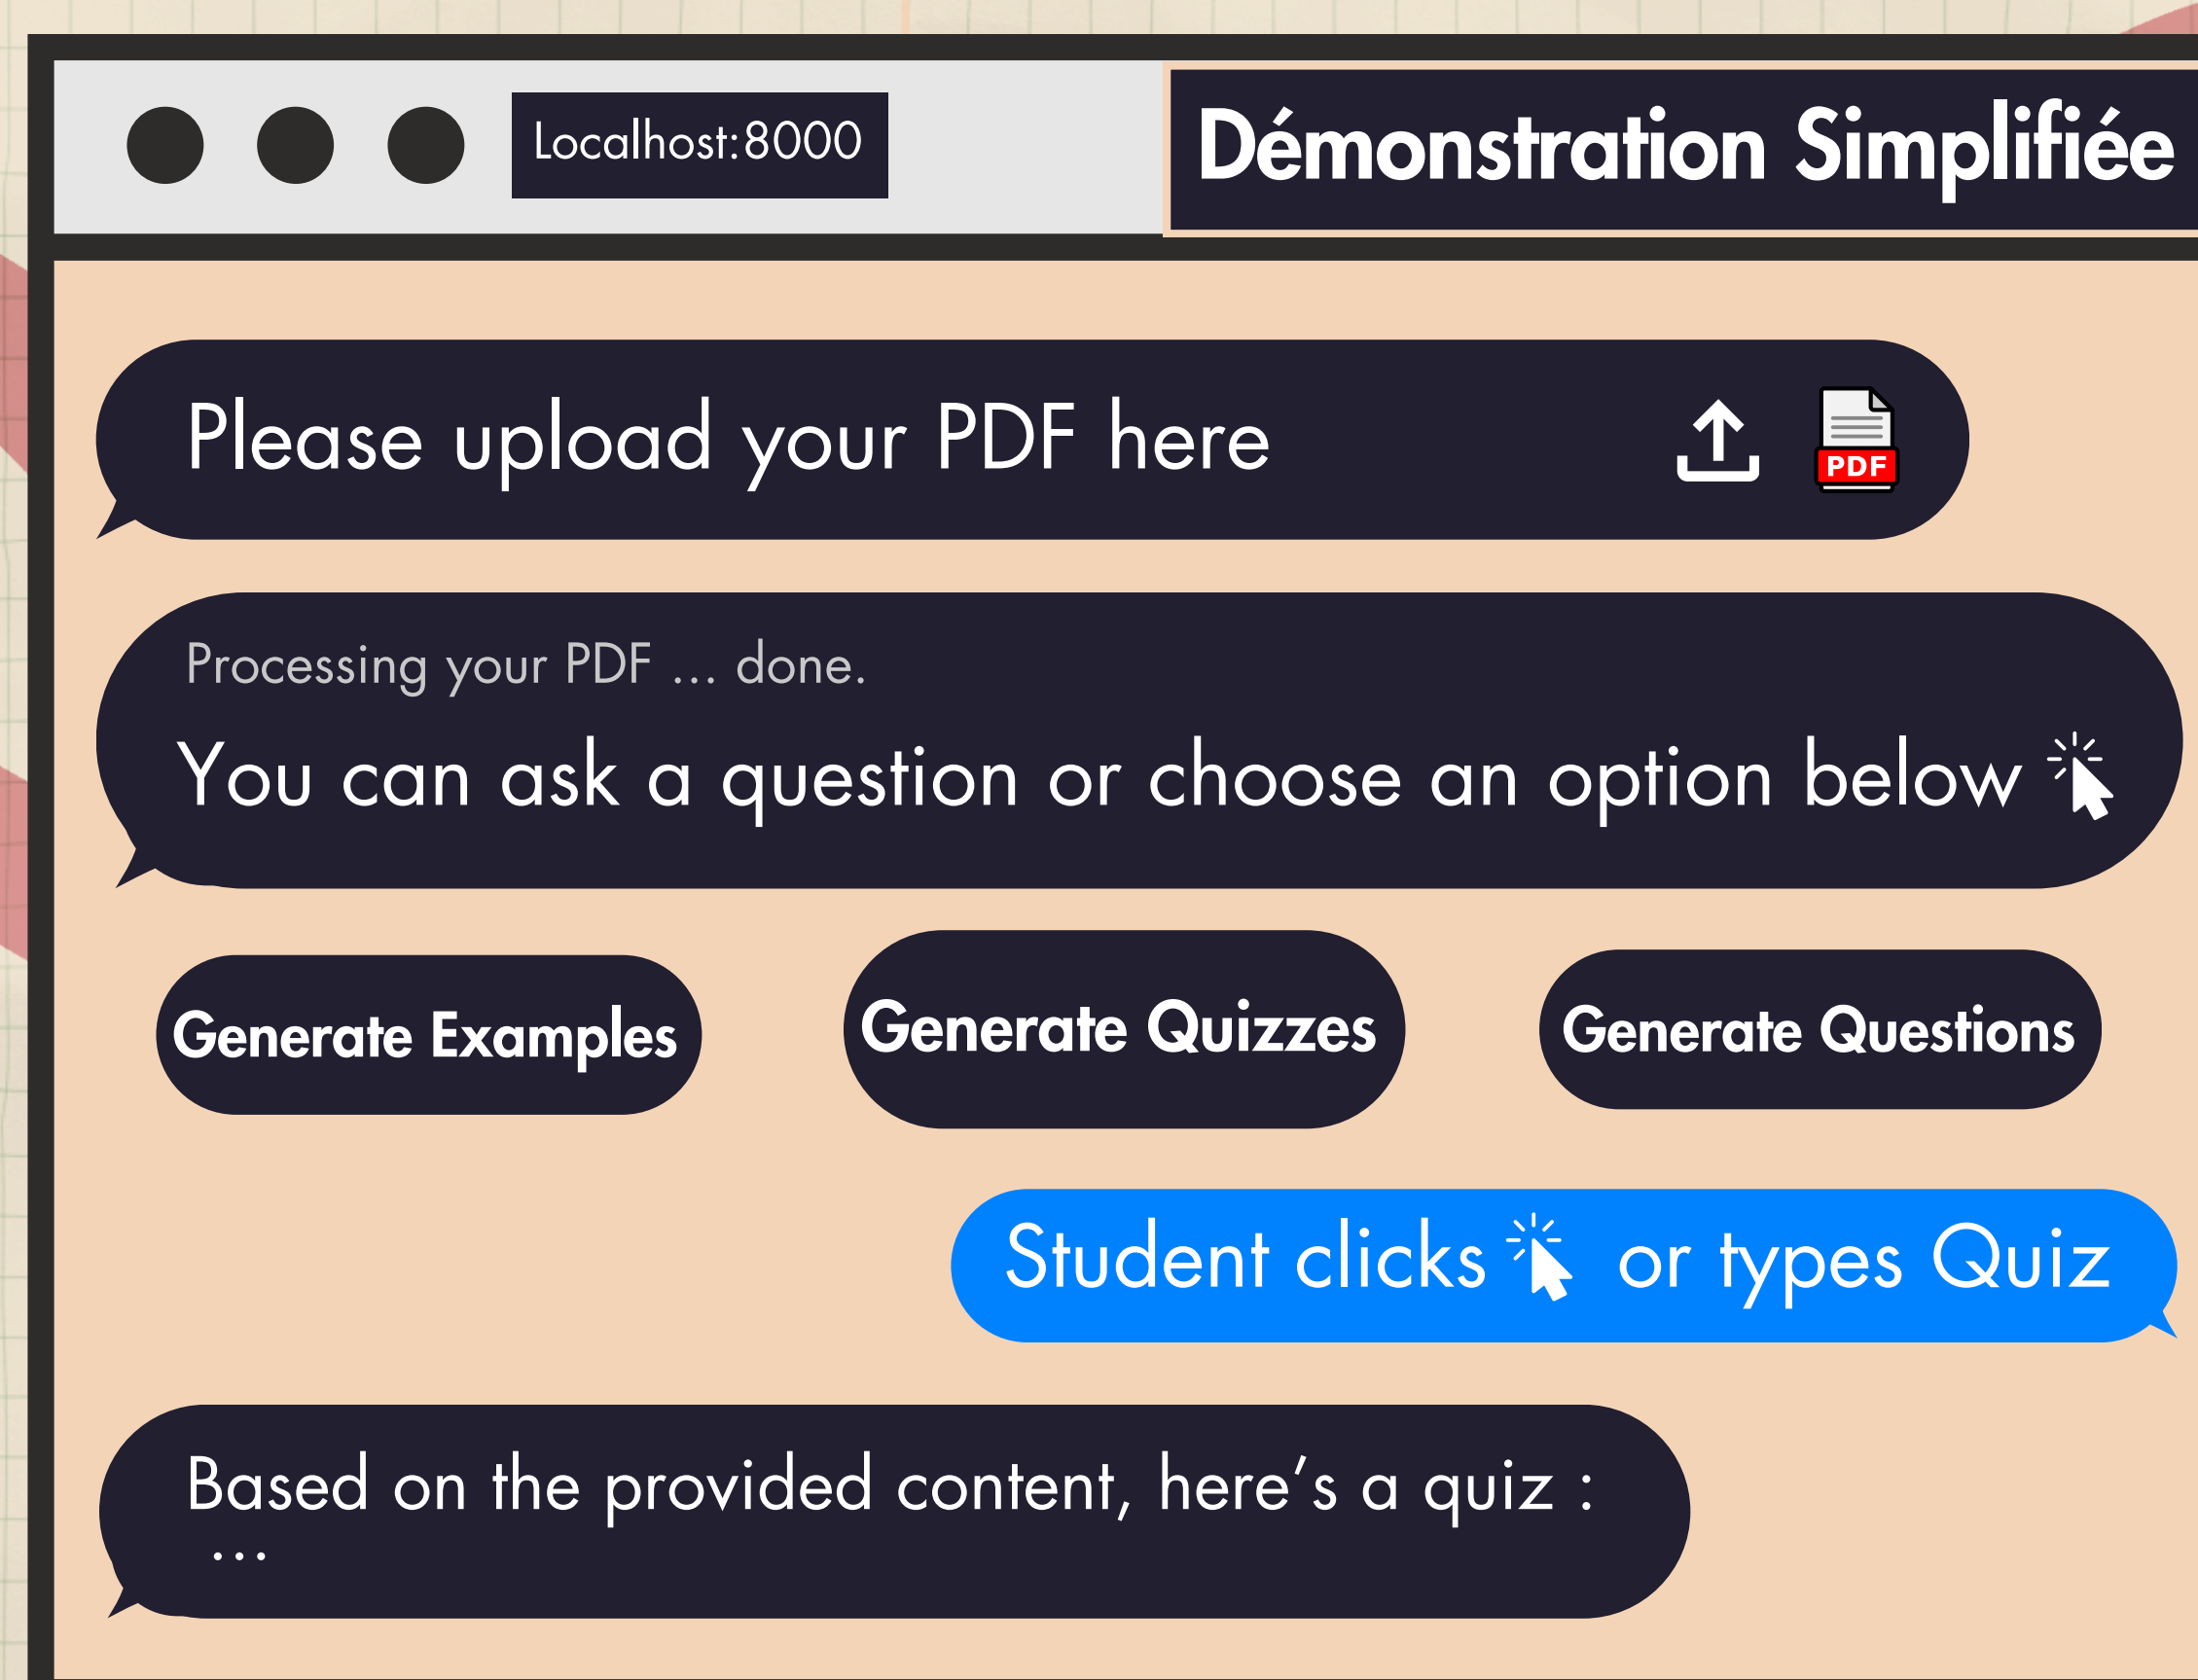 Localhost:8000
Démonstration Simplifiée
Please upload your PDF here
PDF
Processing your PDF ... done.
You can ask a question or choose an option below
Generate Examples
Generate Quizzes
Generate Questions
Student clicks or types Quiz
Based on the provided content, here’s a quiz :
...